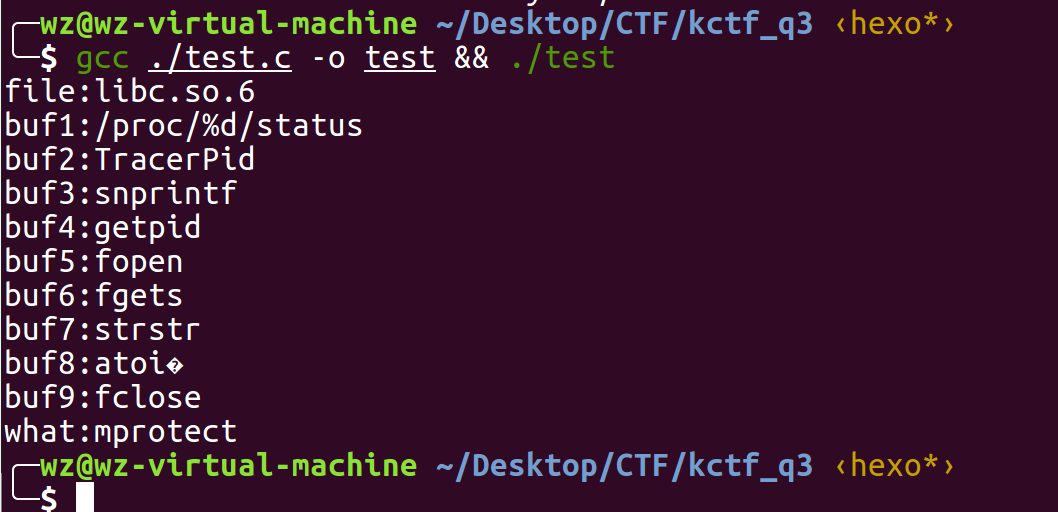 wz@wz-virtual-machine ~/Desktop/CTF/kctf_q3 ‹hexo*›
$ gcc ./test.c -o test && ./test
file:libc.so.6
buf1:/proc/%d/status
buf2:TracerPid
buf3:snprintf
buf4:getpid
buf5:fopen
buf6:fgets
buf7:strstr
buf8:atoi�
buf9:fclose
what:mprotect
wz@wz-virtual-machine ~/Desktop/CTF/kctf_q3 ‹hexo*›
$